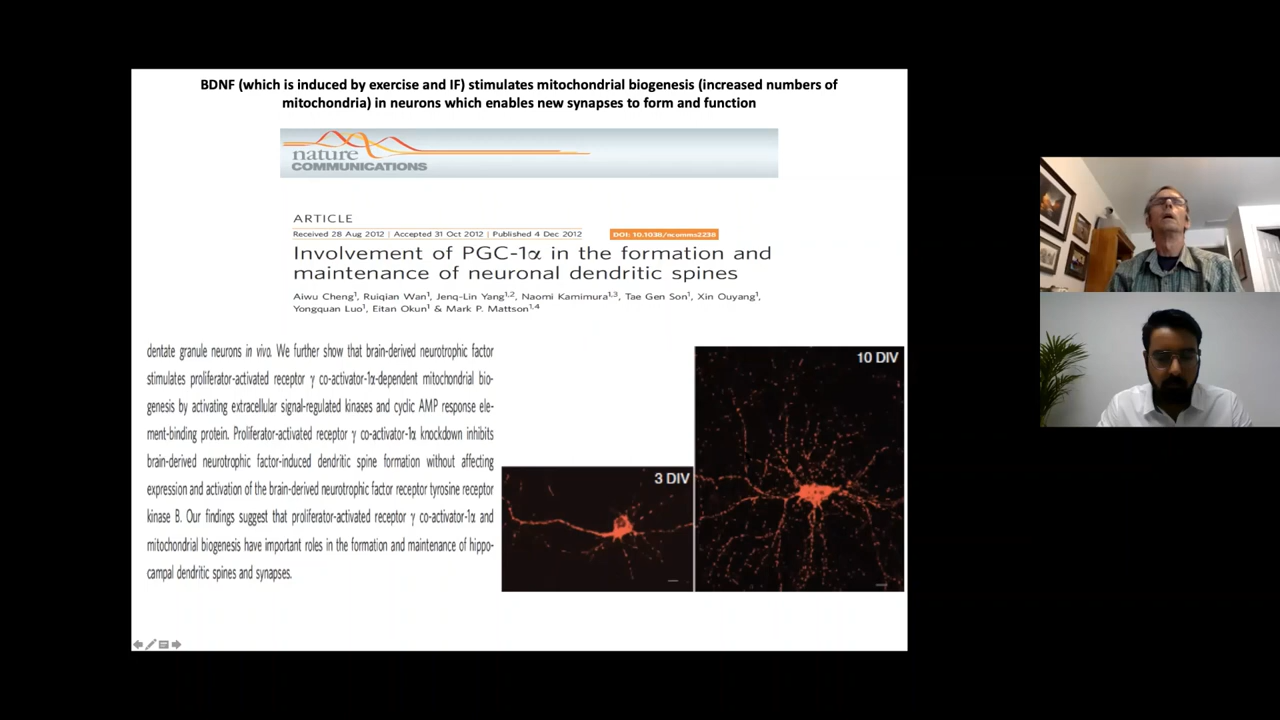 BDNF (which is induced by exercise and IF) stimulates mitochondrial biogenesis (increased numbers of
mitochondria) in neurons which enables new synapses to form and function
nature
COMMUNICATIONS
ARTICLE
Received 28 Aug 2012 | Accepted 31 Oct 2012 | Published 4 Dec 2012
DOI: 10.1038/ncomms2238
Involvement of PGC-1α in the formation and
maintenance of neuronal dendritic spines
Aiwu Cheng¹, Ruiqian Wan¹, Jenq-Lin Yang¹,², Naomi Kamimura¹,³, Tae Gen Son¹, Xin Ouyang¹,
Yongquan Luo¹, Eitan Okun¹ & Mark P. Mattson¹,⁴
dentate granule neurons in vivo. We further show that brain-derived neurotrophic factor
stimulates proliferator-activated receptor γ co-activator-1α-dependent mitochondrial bio-
genesis by activating extracellular signal-regulated kinases and cyclic AMP response ele-
ment-binding protein. Proliferator-activated receptor γ co-activator-1α knockdown inhibits
brain-derived neurotrophic factor-induced dendritic spine formation without affecting
expression and activation of the brain-derived neurotrophic factor receptor tyrosine receptor
kinase B. Our findings suggest that proliferator-activated receptor γ co-activator-1α and
mitochondrial biogenesis have important roles in the formation and maintenance of hippo-
campal dendritic spines and synapses.
3 DIV
10 DIV